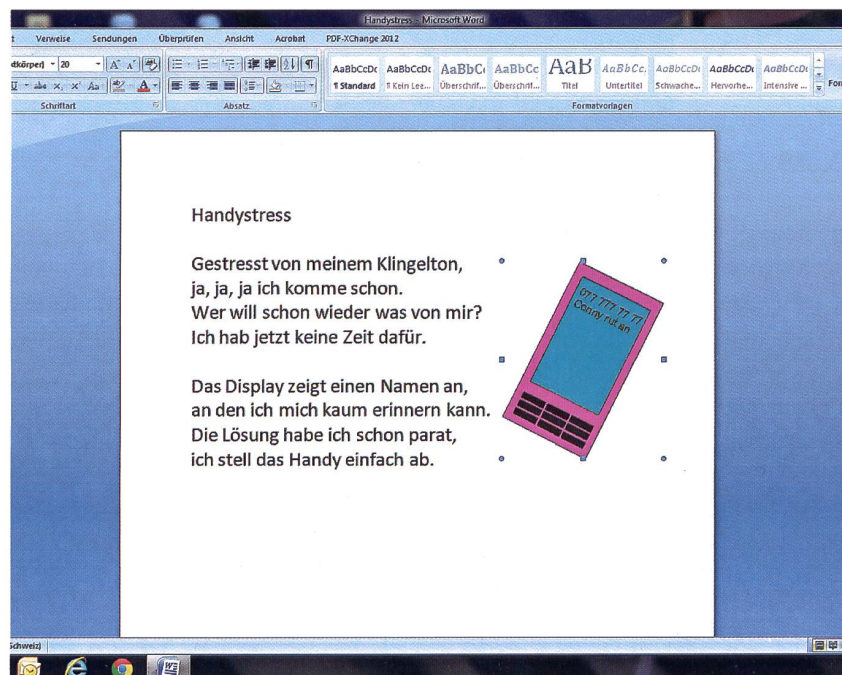 Handystress - Microsoft Word
Verweise Sendungen Überprüfen Ansicht Acrobat PDF-XChange 2012
dkörper) 20
Schriftart Absatz Formatvorlagen
AaBbCcDc AaBbCcDc AaBbC AaBbCc AaB AaBbCc. AaBbCcDc AaBbCcDc AaBbCcDc
¶ Standard ¶ Kein Lee... Überschrif... Überschrif... Titel Untertitel Schwache... Hervorhe... Intensive ... For
Handystress
Gestresst von meinem Klingelton,
ja, ja, ja ich komme schon.
Wer will schon wieder was von mir?
Ich hab jetzt keine Zeit dafür.
Das Display zeigt einen Namen an,
an den ich mich kaum erinnern kann.
Die Lösung habe ich schon parat,
ich stell das Handy einfach ab.
077 777 77 77
Conny ruf an
Schweiz)